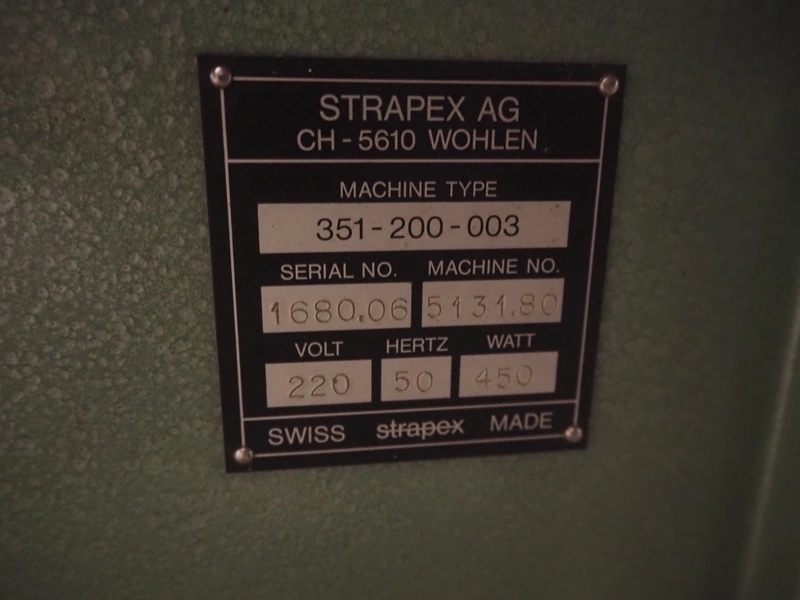 STRAPEX AG
CH - 5610 WOHLEN
MACHINE TYPE
351 - 200 - 003
SERIAL NO. MACHINE NO.
1680.06 5131.80
VOLT HERTZ WATT
220 50 450
SWISS strapex MADE